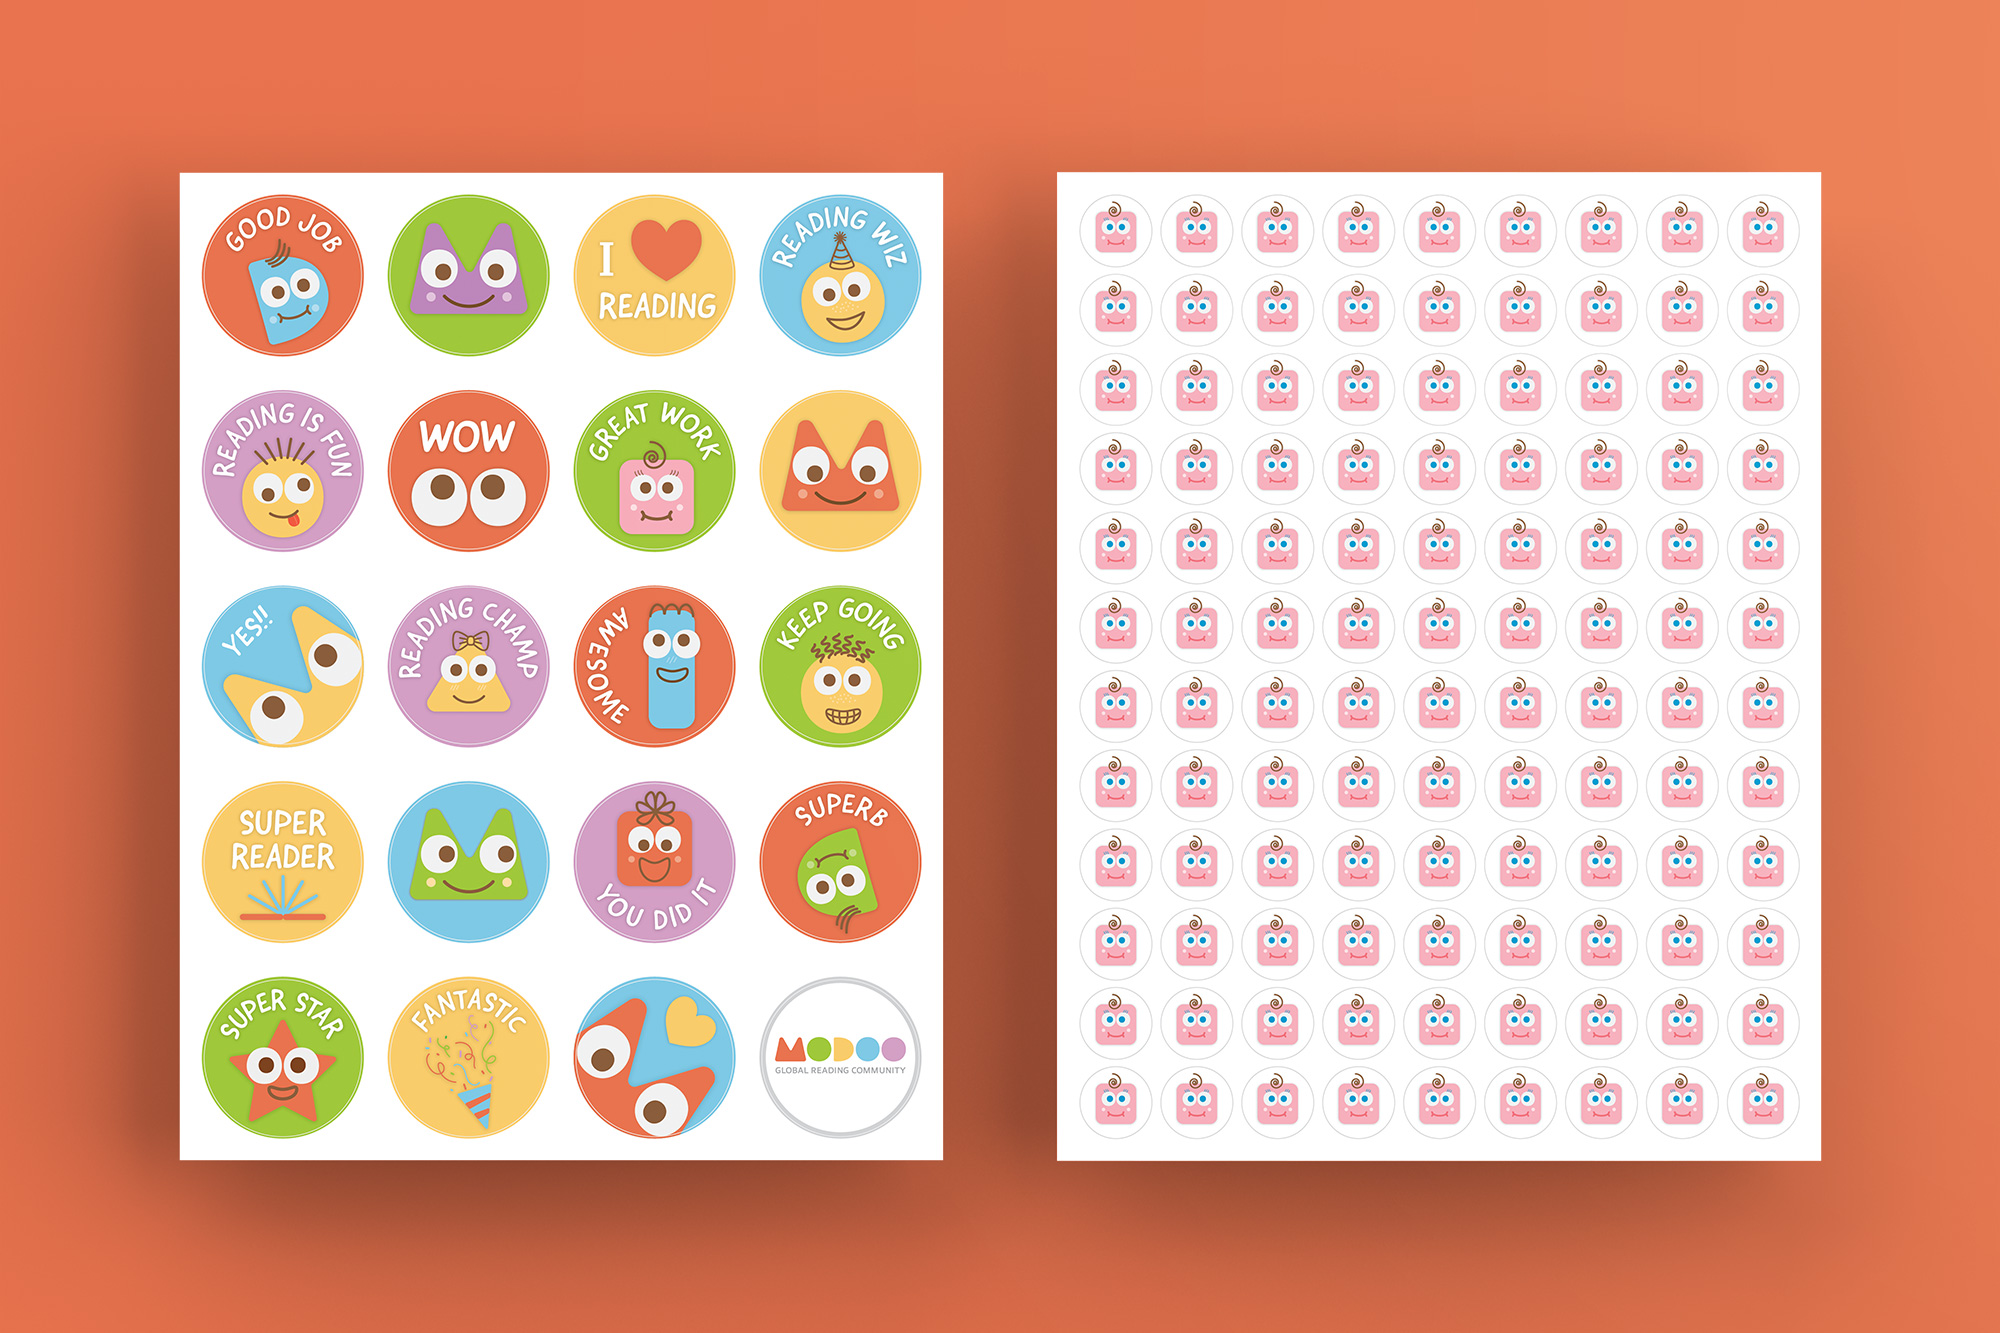 GOOD JOB
I
READING
READING WIZ
READING IS FUN
WOW
GREAT WORK
YES!!
READING CHAMP
AWESOME
KEEP GOING
SUPER
READER
YOU DID IT
SUPERB
SUPER STAR
FANTASTIC
MODOO
GLOBAL READING COMMUNITY